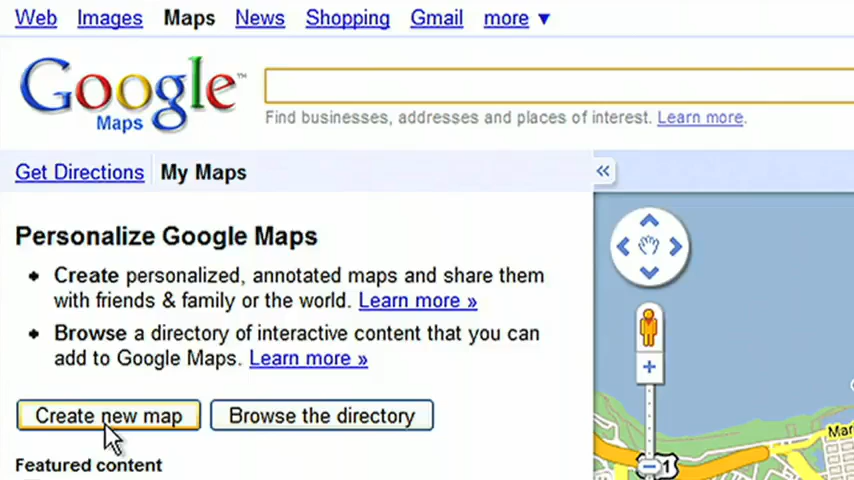 Web Images Maps News Shopping Gmail more ▼
Google™
Maps
Find businesses, addresses and places of interest. Learn more.
Get Directions My Maps «
Personalize Google Maps
Create personalized, annotated maps and share them
with friends & family or the world. Learn more »
Browse a directory of interactive content that you can
add to Google Maps. Learn more »
Create new map Browse the directory
Mar
1
Featured content